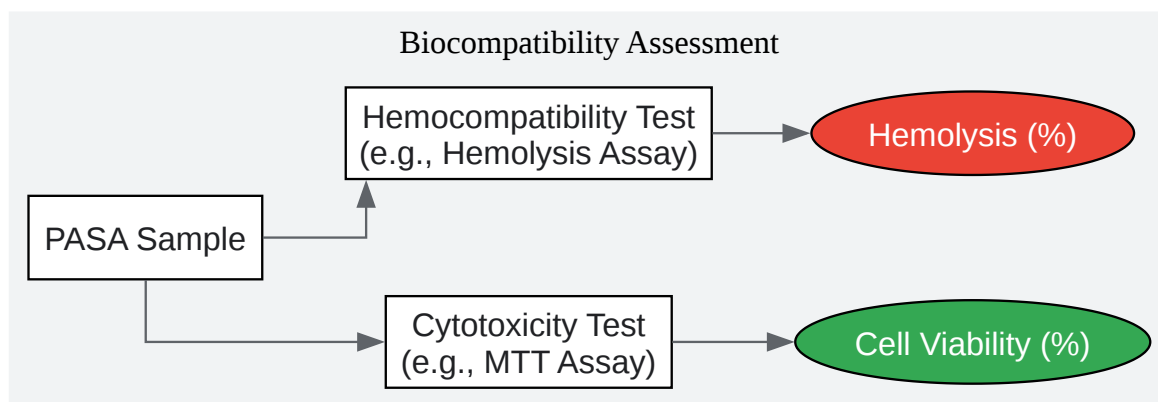 Biocompatibility Assessment
Hemocompatibility Test
(e.g., Hemolysis Assay)
Hemolysis (%)
PASA Sample
Cytotoxicity Test
(e.g., MTT Assay)
Cell Viability (%)